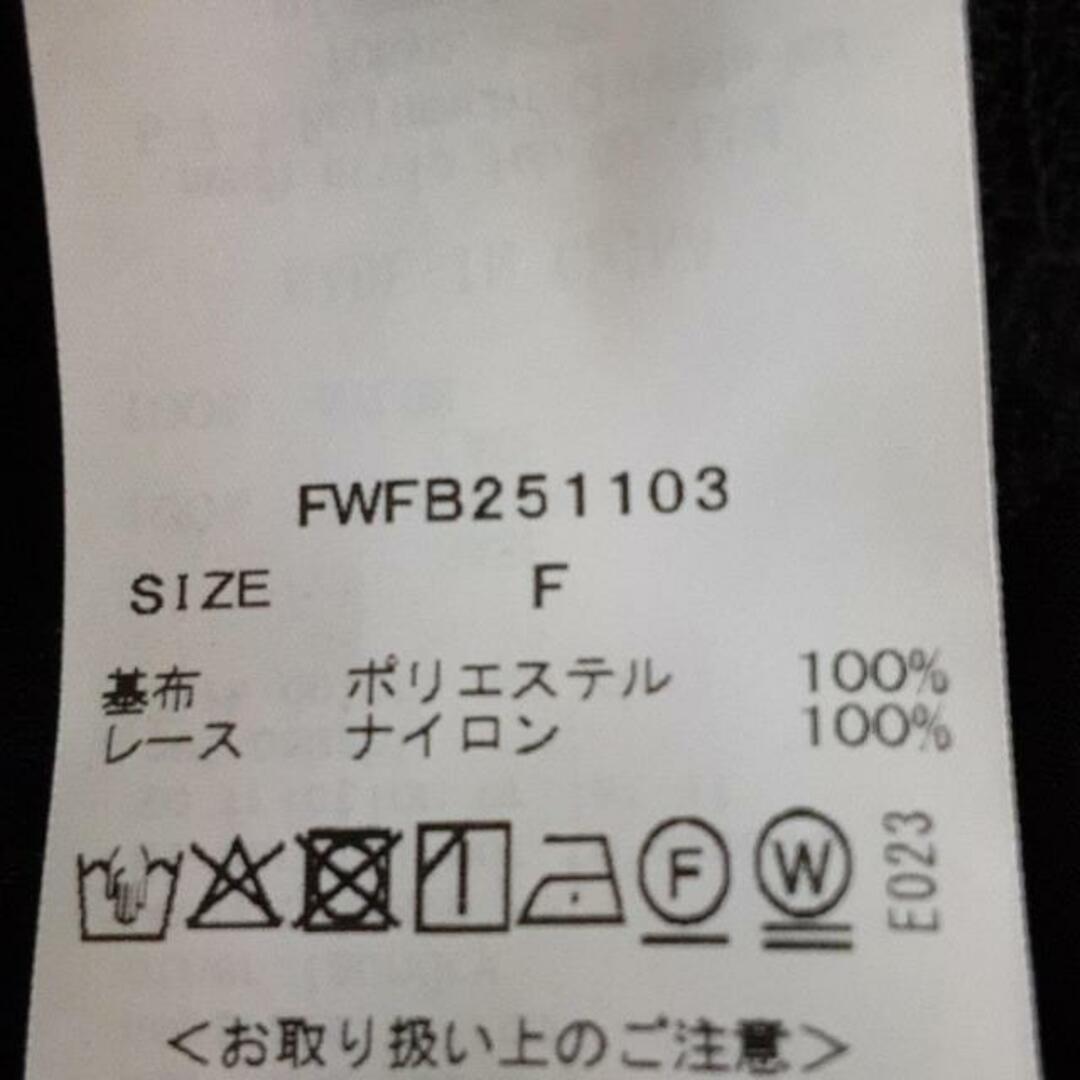 FWFB251103
SIZE F
基布 ポリエステル 100%
レース ナイロン 100%
F W E023
<お取り扱い上のご注意>